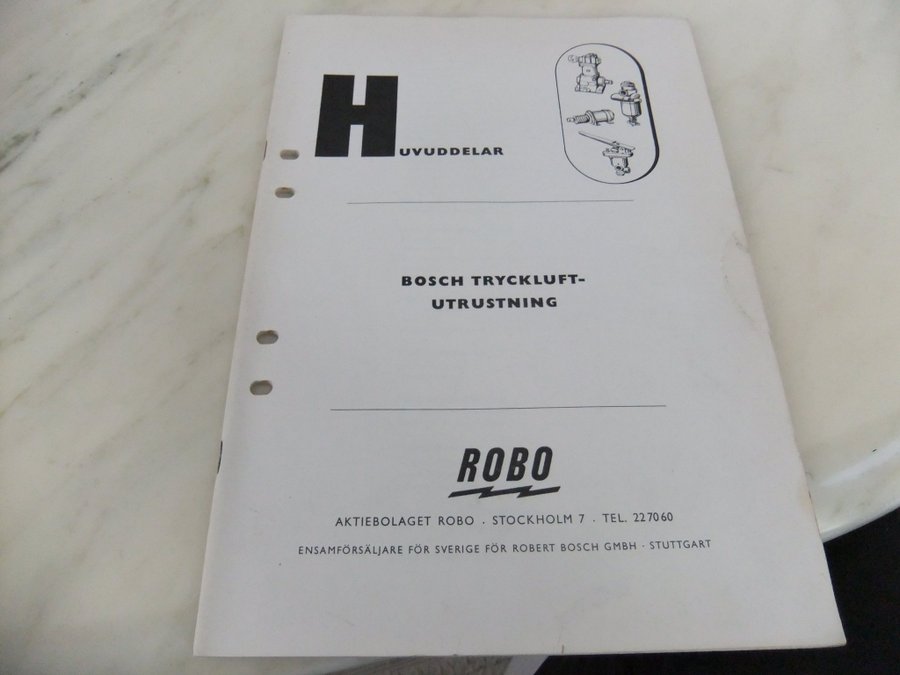 HUVUDDELAR
BOSCH TRYCKLUFT-
UTRUSTNING
ROBO
AKTIEBOLAGET ROBO · STOCKHOLM 7 · TEL. 227060
ENSAMFÖRSÄLJARE FÖR SVERIGE FÖR ROBERT BOSCH GMBH · STUTTGART